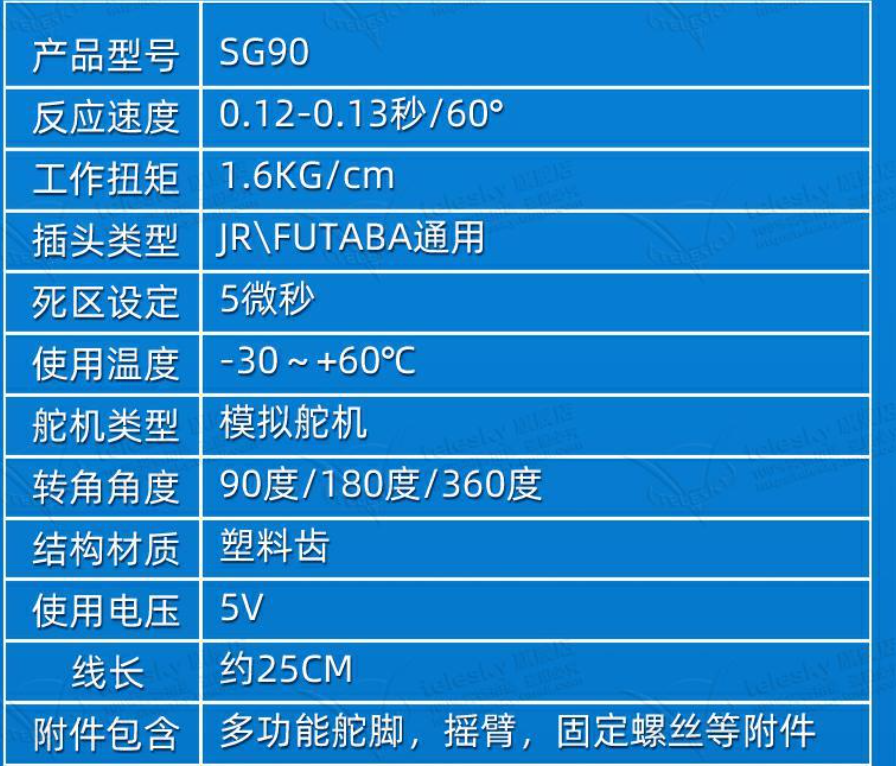 产品型号 SG90
反应速度 0.12-0.13秒/60°
工作扭矩 1.6KG/cm
插头类型 JR\FUTABA通用
死区设定 5微秒
使用温度 -30～+60℃
舵机类型 模拟舵机
转角角度 90度/180度/360度
结构材质 塑料齿
使用电压 5V
线长 约25CM
附件包含 多功能舵脚，摇臂，固定螺丝等附件
telesky 旗舰店